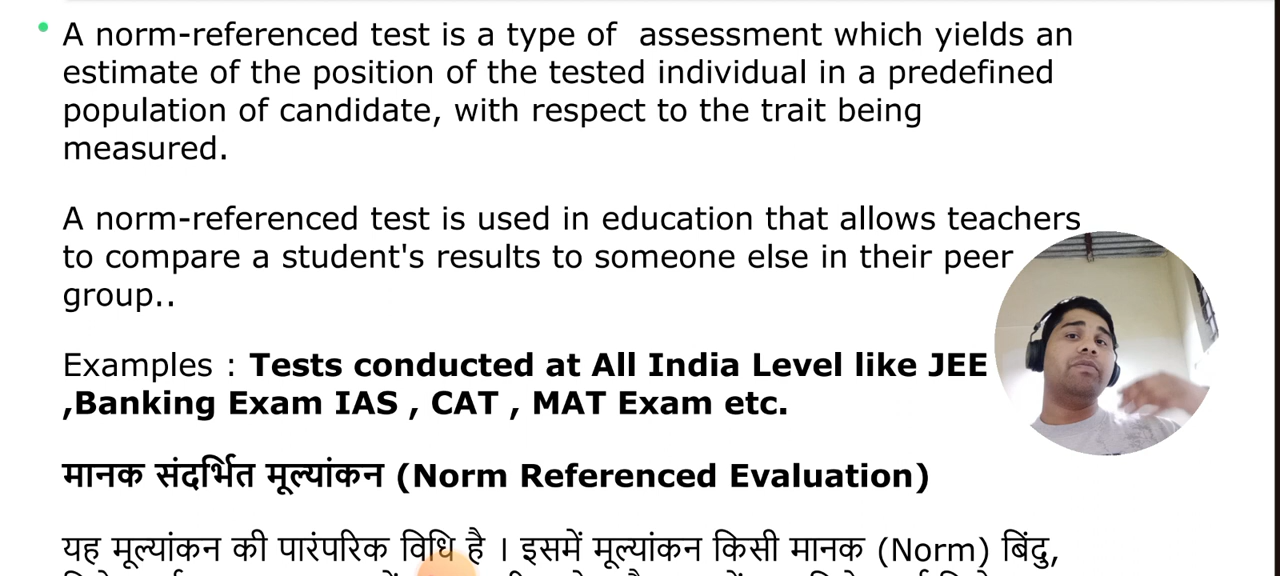 A norm-referenced test is a type of  assessment which yields an
estimate of the position of the tested individual in a predefined
population of candidate, with respect to the trait being
measured.
A norm-referenced test is used in education that allows teachers
to compare a student's results to someone else in their peer
group..
Examples : Tests conducted at All India Level like JEE
,Banking Exam IAS , CAT , MAT Exam etc.
मानक संदर्भित मूल्यांकन (Norm Referenced Evaluation)
यह मूल्यांकन की पारंपरिक विधि है । इसमें मूल्यांकन किसी मानक (Norm) बिंदु,